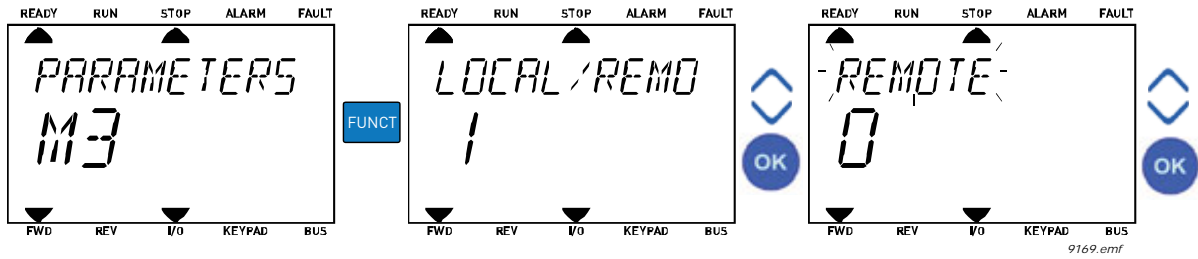 READY RUN STOP ALARM FAULT
PARAMETERS
M3
FWD REV I/O KEYPAD BUS
FUNCT
READY RUN STOP ALARM FAULT
LOCAL/REMO
1
FWD REV I/O KEYPAD BUS
OK
READY RUN STOP ALARM FAULT
REMOTE
0
FWD REV I/O KEYPAD BUS
OK
9169.emf